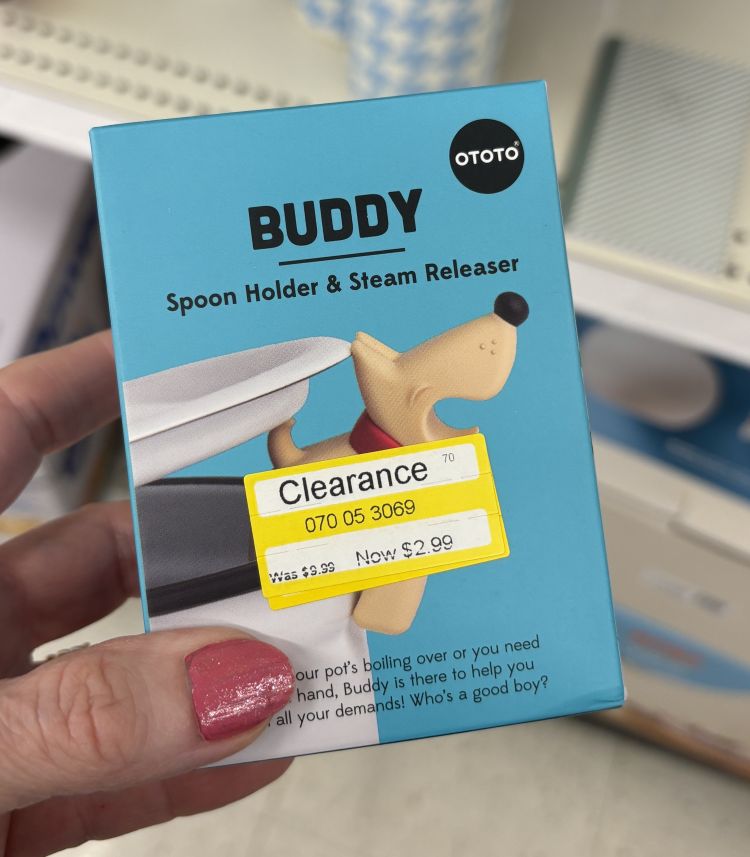 OTOTO®
BUDDY
Spoon Holder & Steam Releaser
Clearance 70
070 05 3069
Was $9.99 Now $2.99
our pot's boiling over or you need
hand, Buddy is there to help you
all your demands! Who's a good boy?